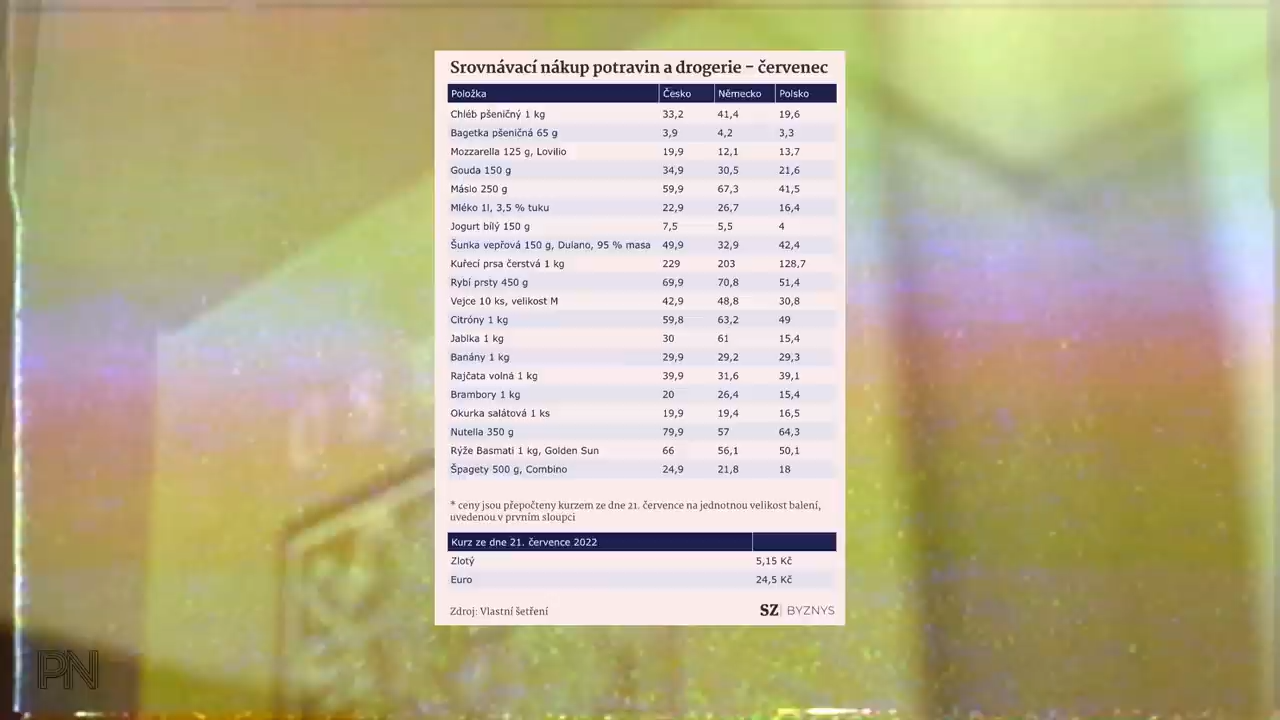 Srovnávací nákup potravin a drogerie – červenec
Položka Česko Německo Polsko
Chléb pšeničný 1 kg 33,2 41,4 19,6
Bagetka pšeničná 65 g 3,9 4,2 3,3
Mozzarella 125 g, Lovilio 19,9 12,1 13,7
Gouda 150 g 34,9 30,5 21,6
Máslo 250 g 59,9 67,3 41,5
Mléko 1l, 3,5 % tuku 22,9 26,7 16,4
Jogurt bílý 150 g 7,5 5,5 4
Šunka vepřová 150 g, Dulano, 95 % masa 49,9 32,9 42,4
Kuřecí prsa čerstvá 1 kg 229 203 128,7
Rybí prsty 450 g 69,9 70,8 51,4
Vejce 10 ks, velikost M 42,9 48,8 30,8
Citróny 1 kg 59,8 63,2 49
Jablka 1 kg 30 61 15,4
Banány 1 kg 29,9 29,2 29,3
Rajčata volná 1 kg 39,9 31,6 39,1
Brambory 1 kg 20 26,4 15,4
Okurka salátová 1 ks 19,9 19,4 16,5
Nutella 350 g 79,9 57 64,3
Rýže Basmati 1 kg, Golden Sun 66 56,1 50,1
Špagety 500 g, Combino 24,9 21,8 18
* ceny jsou přepočteny kurzem ze dne 21. července na jednotnou velikost balení,
uvedenou v prvním sloupci
Kurz ze dne 21. července 2022
Zlotý 5,15 Kč
Euro 24,5 Kč
Zdroj: Vlastní šetření SZ BYZNYS
PN